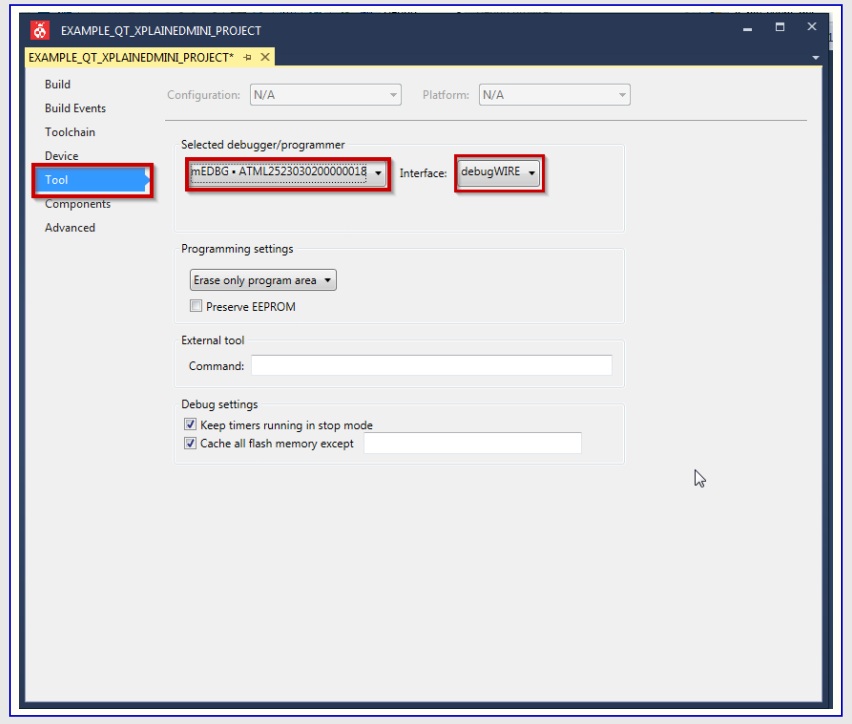 EXAMPLE_QT_XPLAINEDMINI_PROJECT
EXAMPLE_QT_XPLAINEDMINI_PROJECT*
Build
Build Events
Toolchain
Device
Tool
Components
Advanced
Configuration: N/A Platform: N/A
Selected debugger/programmer
mEDBG • ATML2523030200000018 Interface: debugWIRE
Programming settings
Erase only program area
Preserve EEPROM
External tool
Command:
Debug settings
Keep timers running in stop mode
Cache all flash memory except